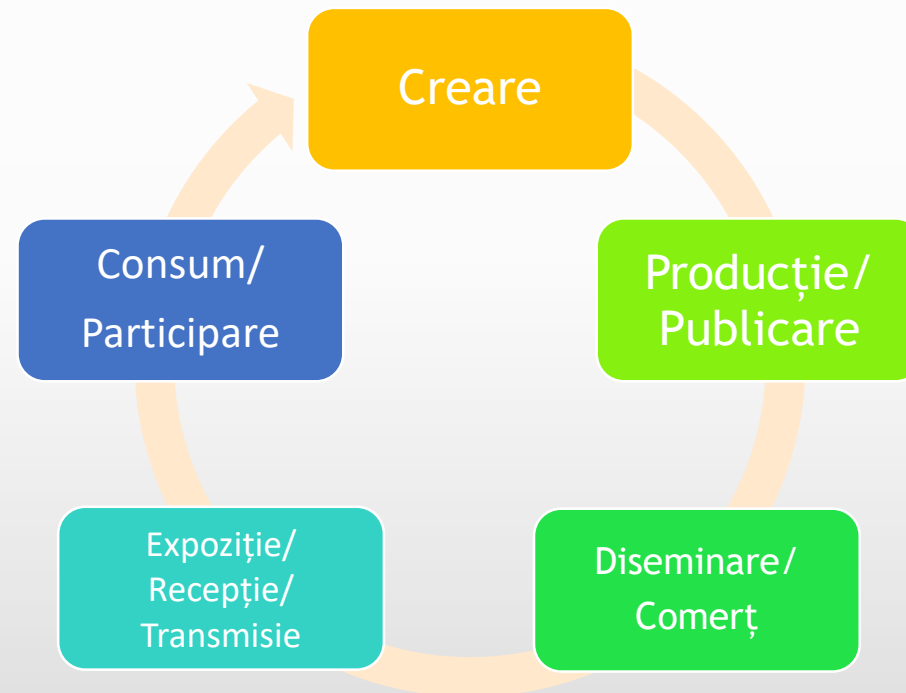 Creare
Producție/
Publicare
Diseminare/
Comerț
Expoziție/
Recepție/
Transmisie
Consum/
Participare